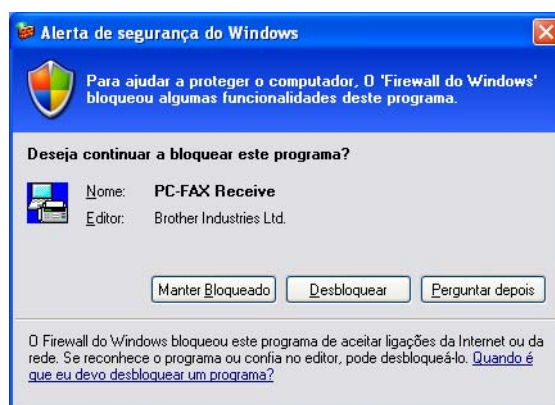 Alerta de segurança do Windows
Para ajudar a proteger o computador, O 'Firewall do Windows'
bloqueou algumas funcionalidades deste programa.
Deseja continuar a bloquear este programa?
Nome: PC-FAX Receive
Editor: Brother Industries Ltd.
Manter Bloqueado Desbloquear Perguntar depois
O Firewall do Windows bloqueou este programa de aceitar ligações da Internet ou da
rede. Se reconhece o programa ou confia no editor, pode desbloqueá-lo. Quando é
que eu devo desbloquear um programa?